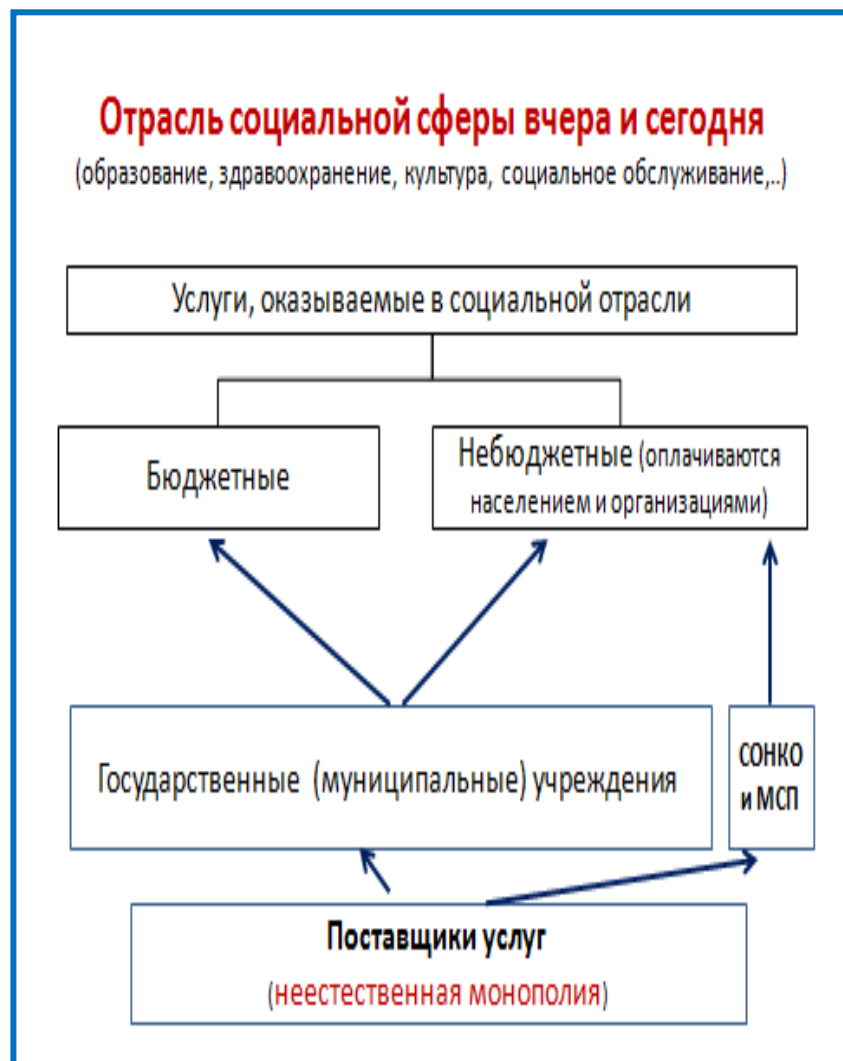 Отрасль социальной сферы вчера и сегодня
(образование, здравоохранение, культура, социальное обслуживание,..)
Услуги, оказываемые в социальной отрасли
Бюджетные
Небюджетные (оплачиваются
населением и организациями)
Государственные (муниципальные) учреждения
СОНКО
и МСП
Поставщики услуг
(неестественная монополия)